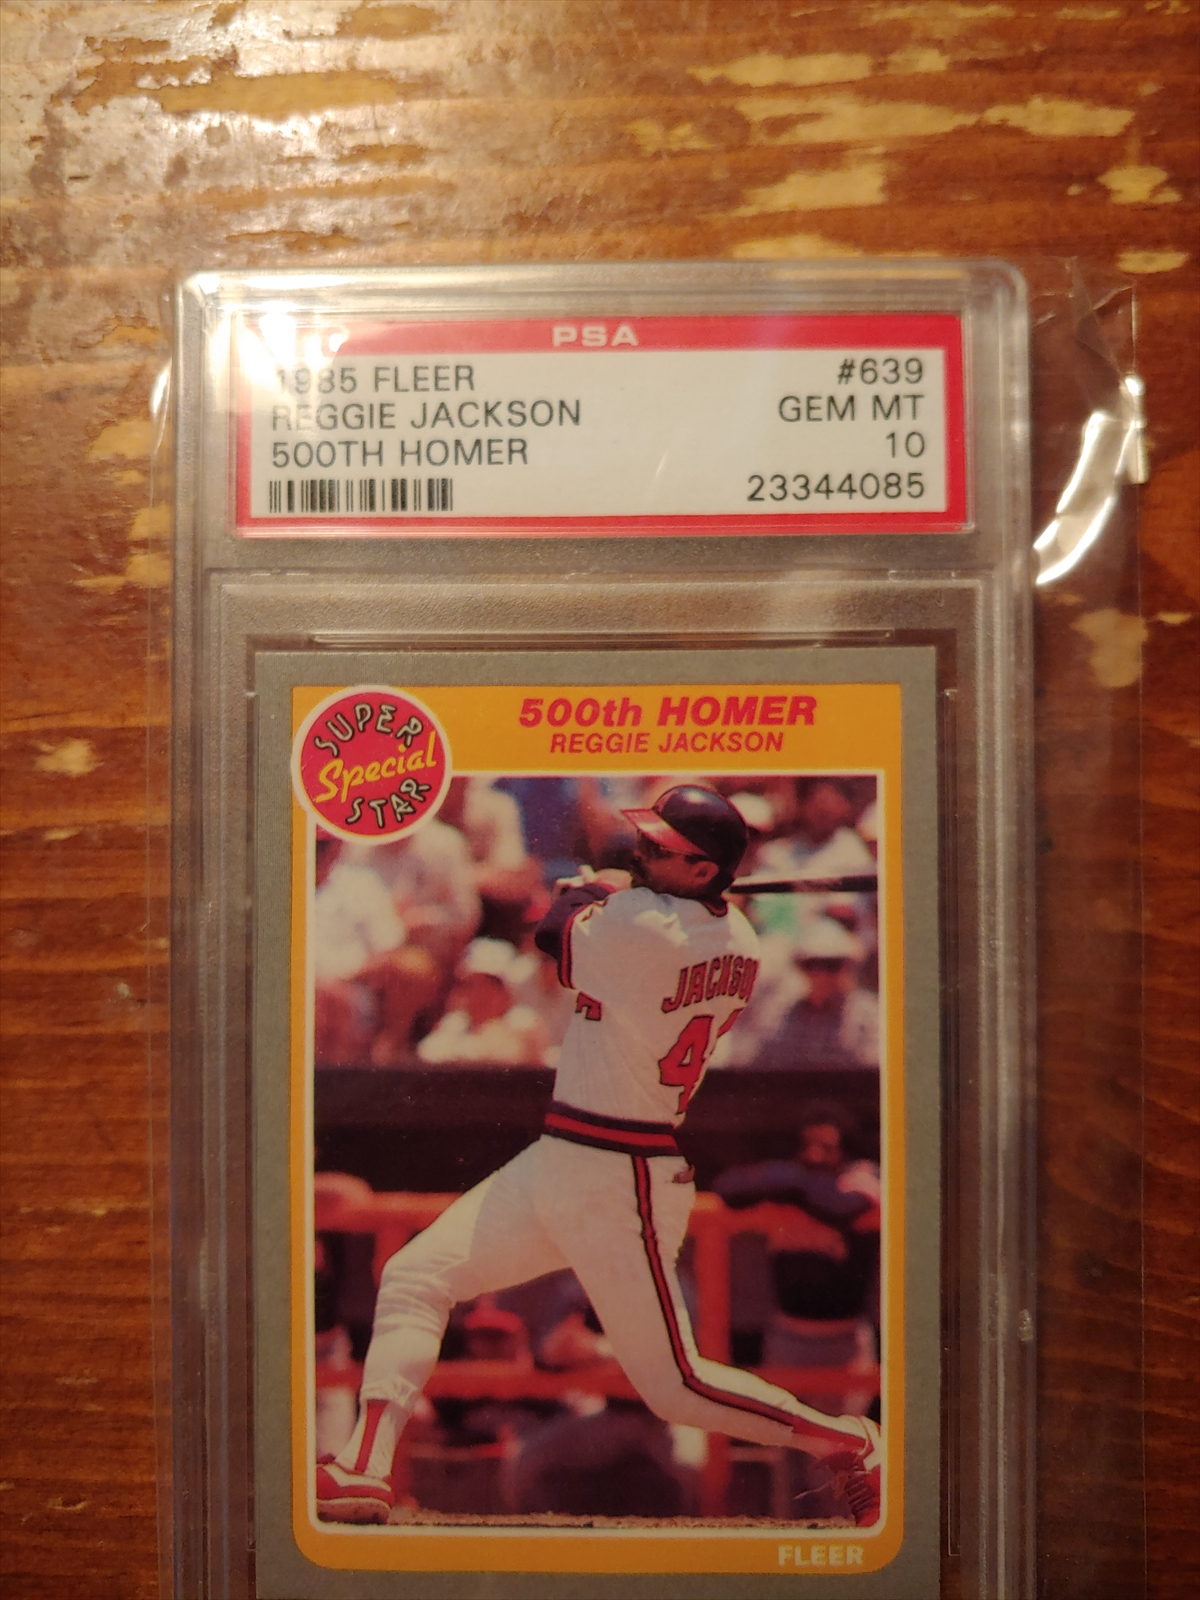 PSA
1985 FLEER
#639
REGGIE JACKSON
GEM MT
500TH HOMER
10
23344085
SUPER
Special
STAR
500th HOMER
REGGIE JACKSON
JACKSON
4
FLEER